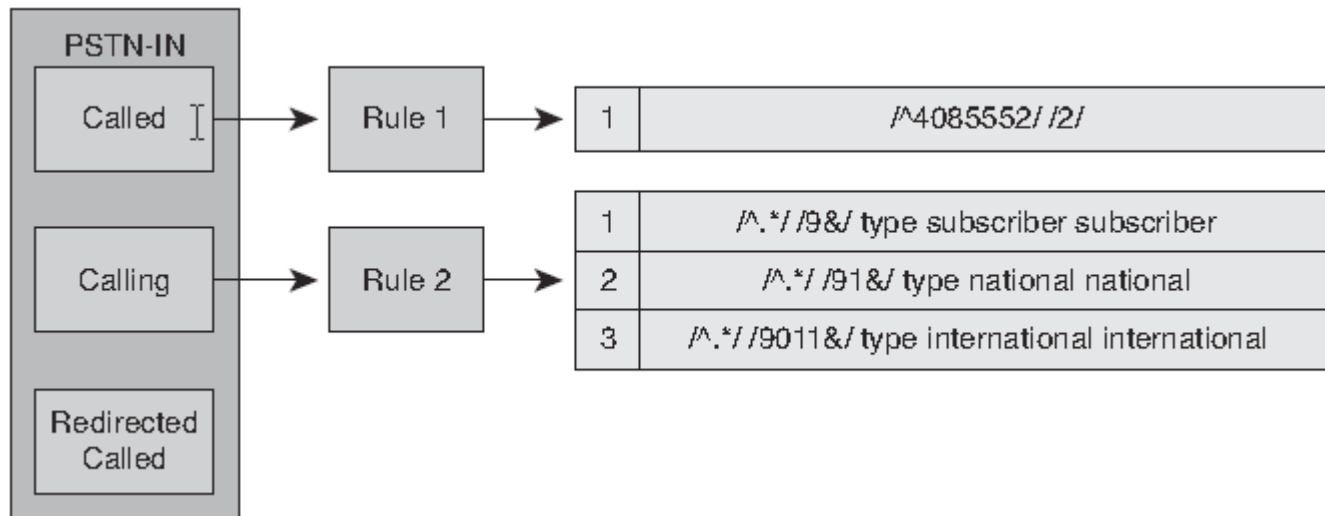 PSTN-IN
Called
Rule 1
1
/^4085552/ /2/
Calling
Rule 2
1
/^.*/ /9&/ type subscriber subscriber
2
/^.*/ /91&/ type national national
3
/^.*/ /9011&/ type international international
Redirected
Called